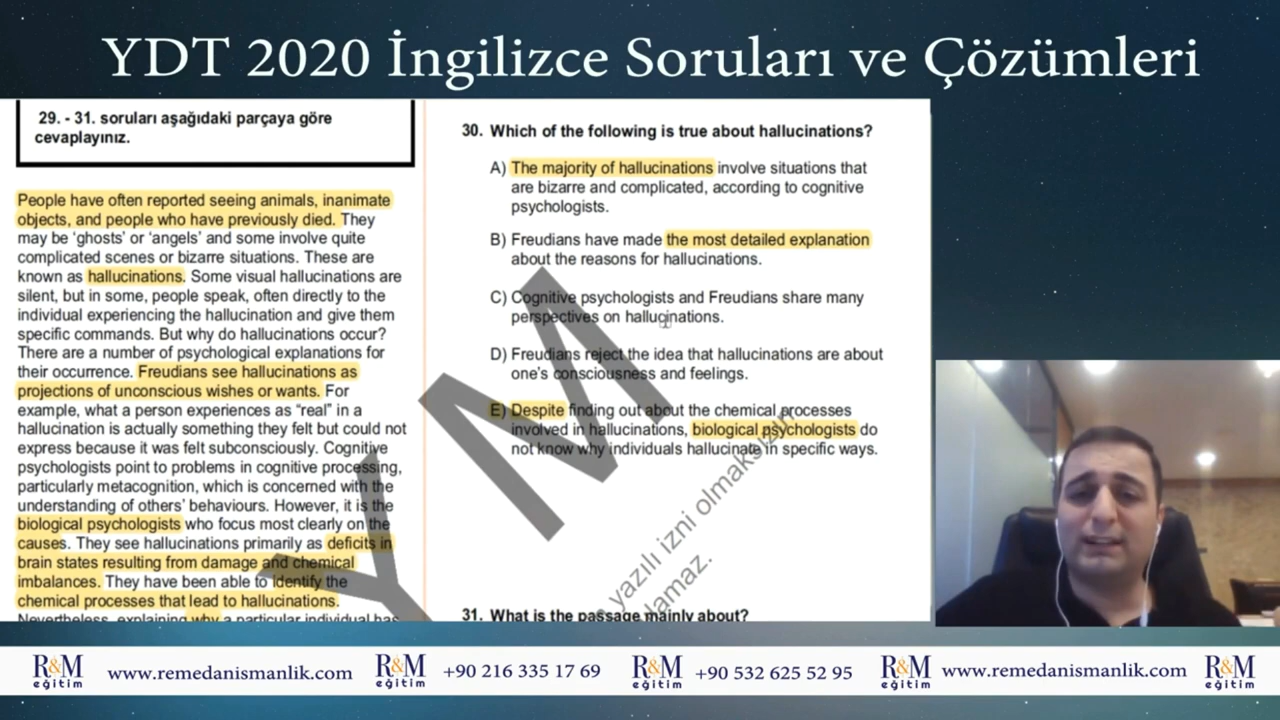 YDT 2020 İngilizce Soruları ve Çözümleri
29. - 31. soruları aşağıdaki parçaya göre
cevaplayınız.
People have often reported seeing animals, inanimate
objects, and people who have previously died. They
may be ‘ghosts’ or ‘angels’ and some involve quite
complicated scenes or bizarre situations. These are
known as hallucinations. Some visual hallucinations are
silent, but in some, people speak, often directly to the
individual experiencing the hallucination and give them
specific commands. But why do hallucinations occur?
There are a number of psychological explanations for
their occurrence. Freudians see hallucinations as
projections of unconscious wishes or wants. For
example, what a person experiences as “real” in a
hallucination is actually something they felt but could not
express because it was felt subconsciously. Cognitive
psychologists point to problems in cognitive processing,
particularly metacognition, which is concerned with the
understanding of others’ behaviours. However, it is the
biological psychologists who focus most clearly on the
causes. They see hallucinations primarily as deficits in
brain states resulting from damage and chemical
imbalances. They have been able to identify the
chemical processes that lead to hallucinations.
Nevertheless, explaining why a particular individual has
30. Which of the following is true about hallucinations?
A) The majority of hallucinations involve situations that
are bizarre and complicated, according to cognitive
psychologists.
B) Freudians have made the most detailed explanation
about the reasons for hallucinations.
C) Cognitive psychologists and Freudians share many
perspectives on hallucinations.
D) Freudians reject the idea that hallucinations are about
one's consciousness and feelings.
E) Despite finding out about the chemical processes
involved in hallucinations, biological psychologists do
not know why individuals hallucinate in specific ways.
31. What is the passage mainly about?
Y M
yazılı izni olmaksızın
lamaz.
R&M eğitim www.remedanismanlik.com R&M eğitim +90 216 335 17 69 R&M eğitim +90 532 625 52 95 R&M eğitim www.remedanismanlik.com R&M eğitim